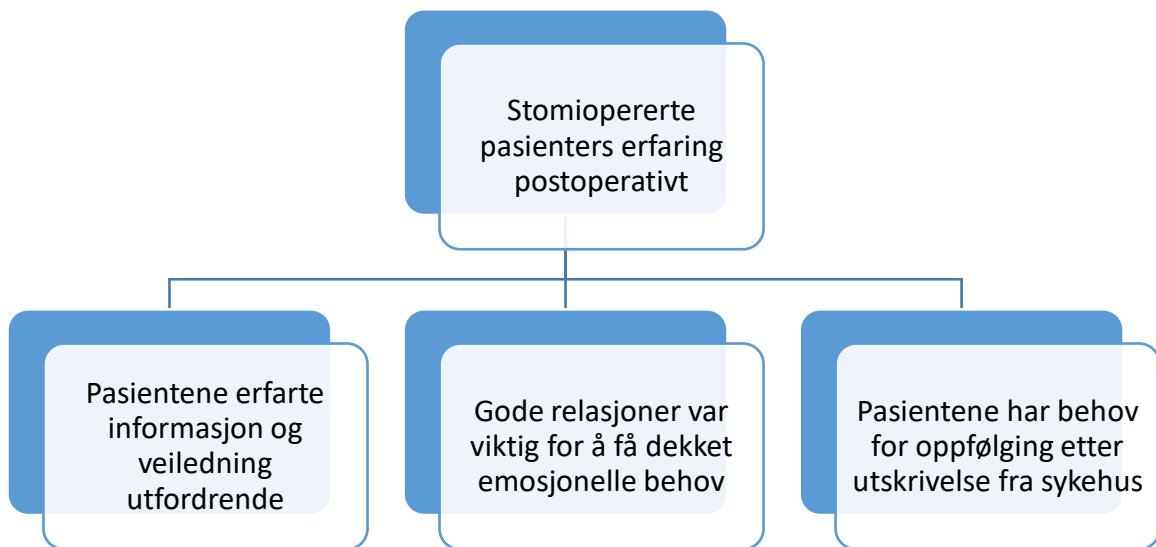 Stomiopererte
pasienters erfaring
postoperativt
Pasientene erfarte
informasjon og
veiledning
utfordrende
Gode relasjoner var
viktig for å få dekket
emosjonelle behov
Pasientene har behov
for oppfølging etter
utskrivelse fra sykehus